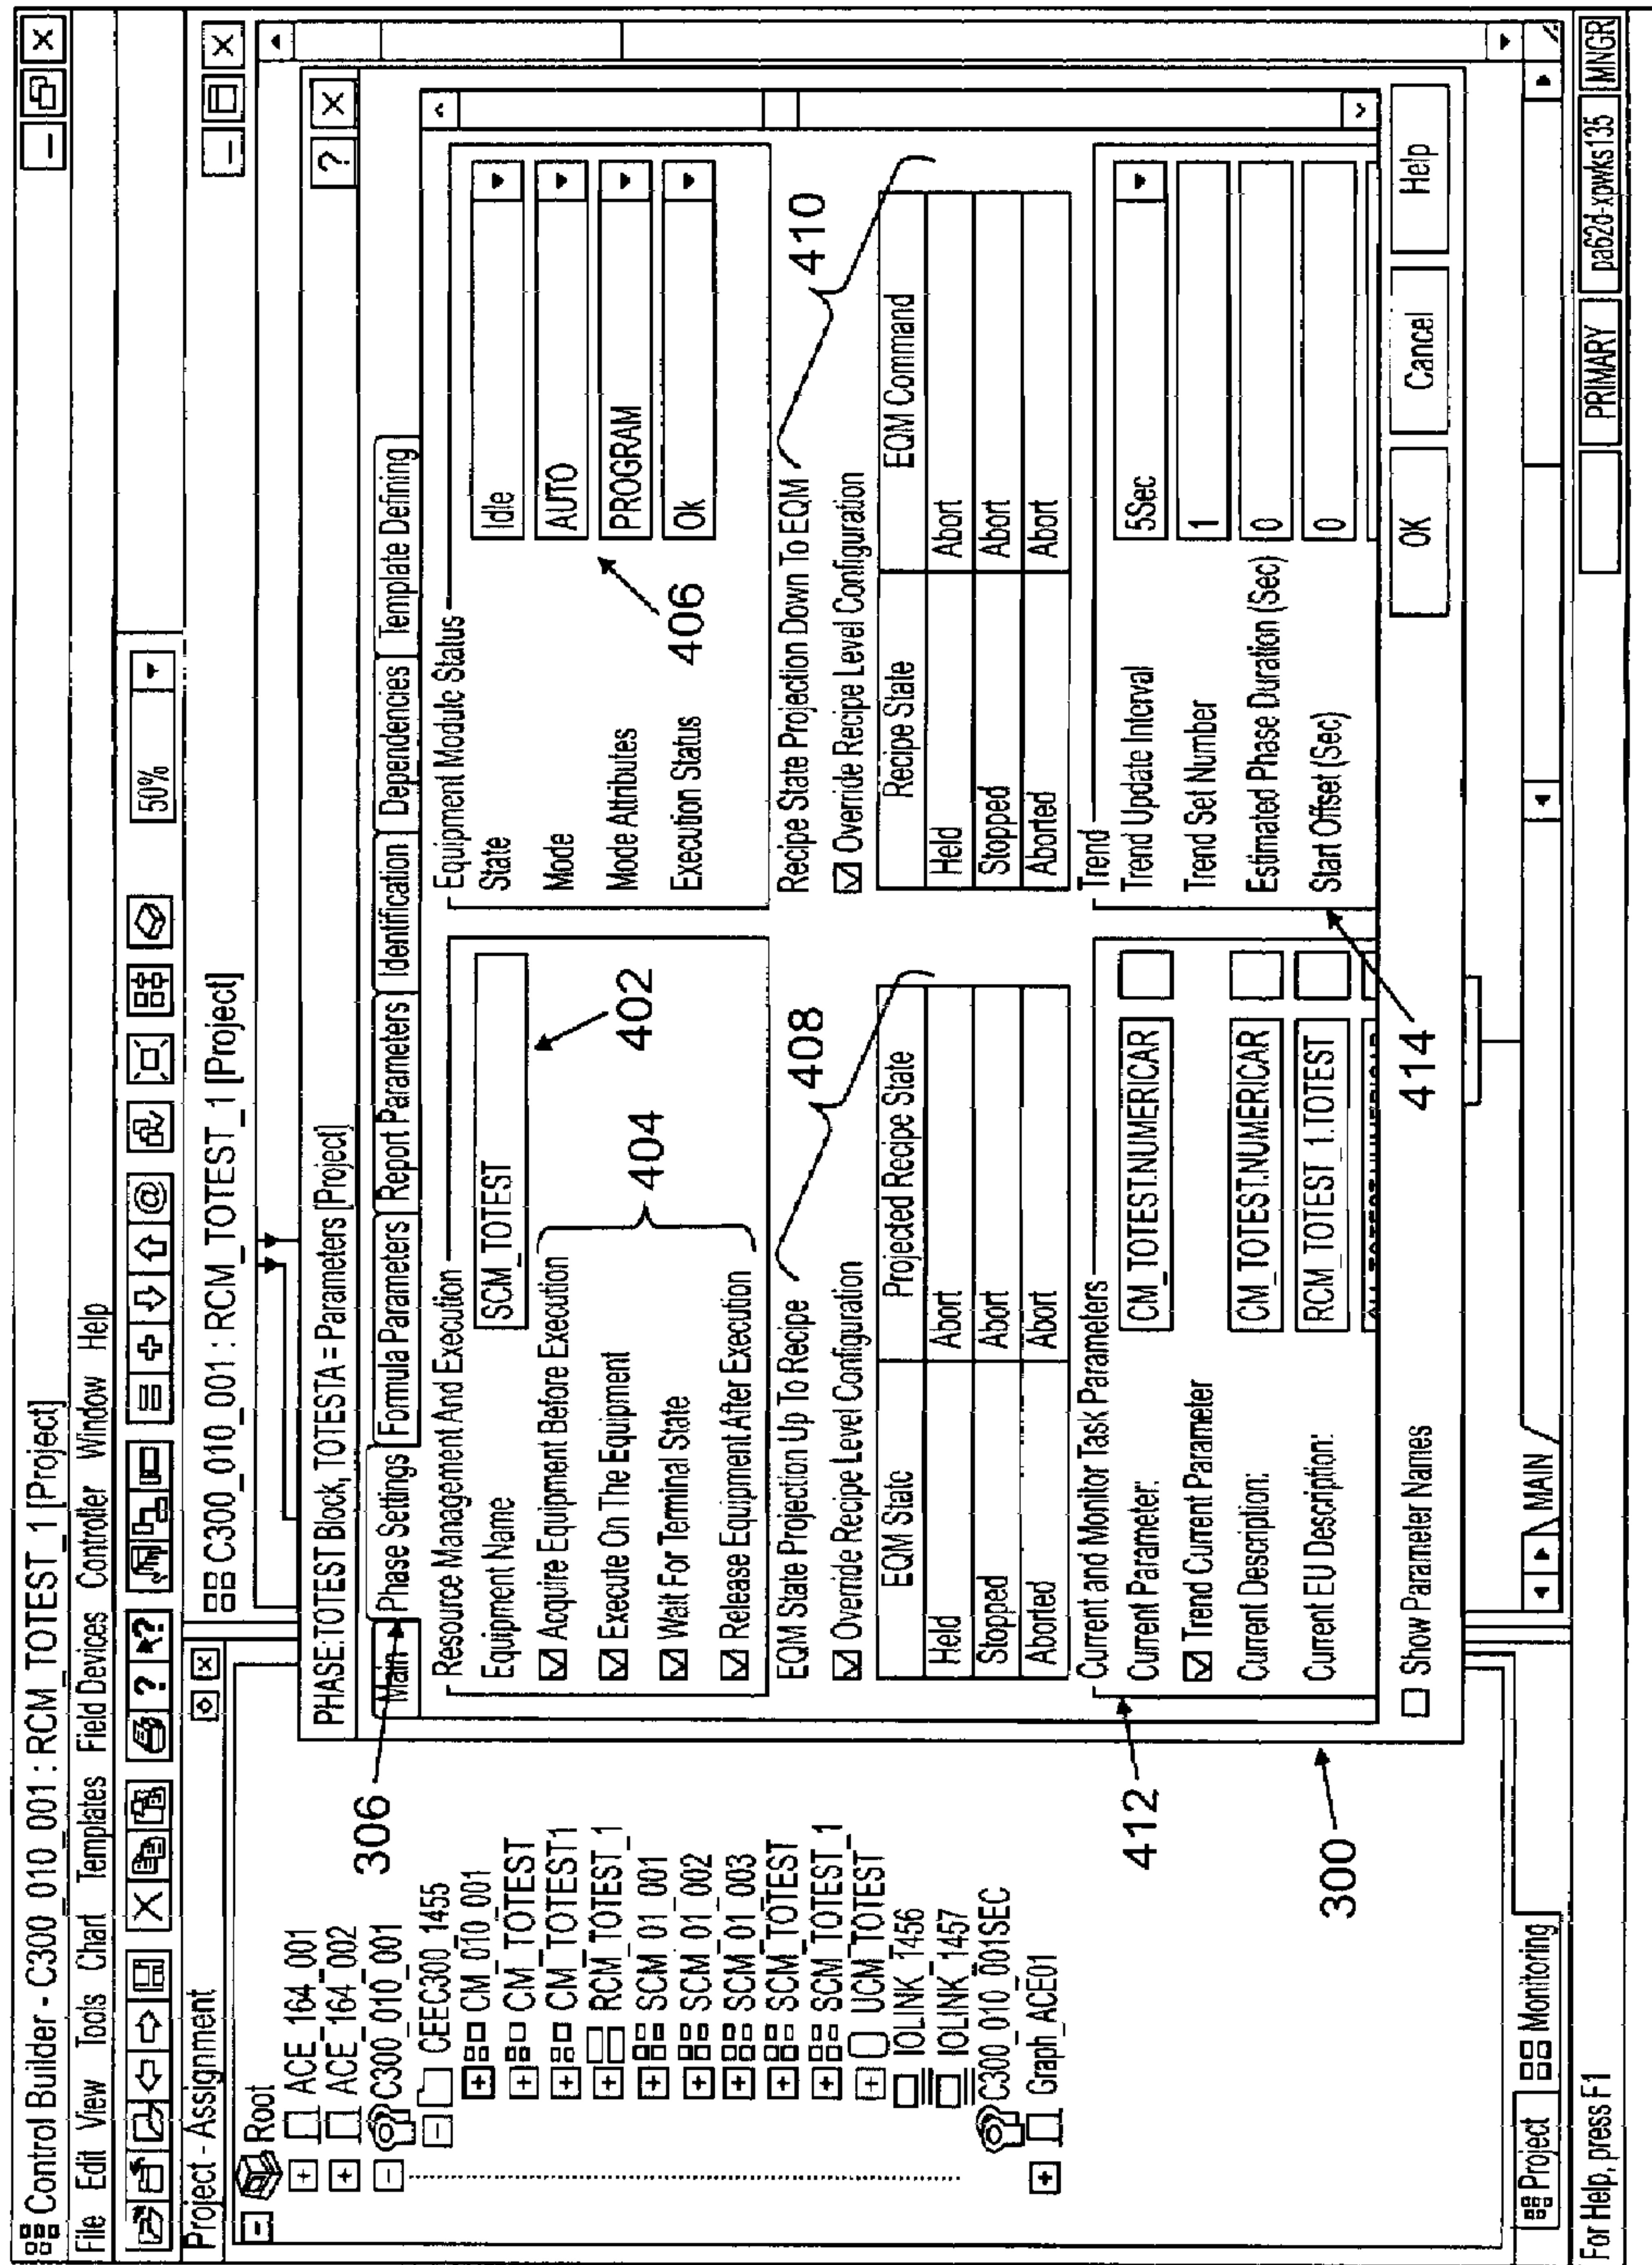 Control Builder - C300_010_001 : RCM_TOTEST_1 [Project]
File Edit View Tools Chart Templates Field Devices Controller Window Help
50%
Project - Assignment
Root
ACE_164_001
ACE_164_002
C300_010_001
CEEC300_1455
CM_010_001
CM_TOTEST
CM_TOTEST1
RCM_TOTEST_1
SCM_01_001
SCM_01_002
SCM_01_003
SCM_TOTEST
SCM_TOTEST_1
UCM_TOTEST
IOLINK_1456
IOLINK_1457
C300_010_001SEC
Graph_ACE01
Project Monitoring
306
412
300
C300_010_001 : RCM_TOTEST_1 [Project]
PHASE:TOTEST Block, TOTESTA = Parameters [Project]
Main Phase Settings Fomula Parameters Report Parameters Identification Dependencies Template Defining
Resource Management And Execution
Equipment Name SCM_TOTEST
402
Acquire Equipment Before Execution
Execute On The Equipment
404
Wait For Terminal State
Release Equipment After Execution
Equipment Module Status
State Idle
Mode AUTO
Mode Attributes PROGRAM
406
Execution Status Ok
EQM State Projection Up To Recipe
408
Override Recipe Level Configuration
EQM State Projected Recipe State
Held Abort
Stopped Abort
Aborted Abort
Recipe State Projection Down To EQM
410
Override Recipe Level Configuration
Recipe State EQM Command
Held Abort
Stopped Abort
Aborted Abort
Current and Monitor Task Parameters
Current Parameter: CM_TOTEST.NUMERICAR
Trend Current Parameter
Current Description: CM_TOTEST.NUMERICAR
Current EU Description: RCM_TOTEST_1.TOTEST
Trend
Trend Update Interval 5Sec
Trend Set Number 1
Estimated Phase Duration (Sec) 0
Start Offset (Sec) 0
414
Show Parameter Names
OK Cancel Help
MAIN
For Help, press F1
PRIMARY pa62d-xpwks135 MNGR